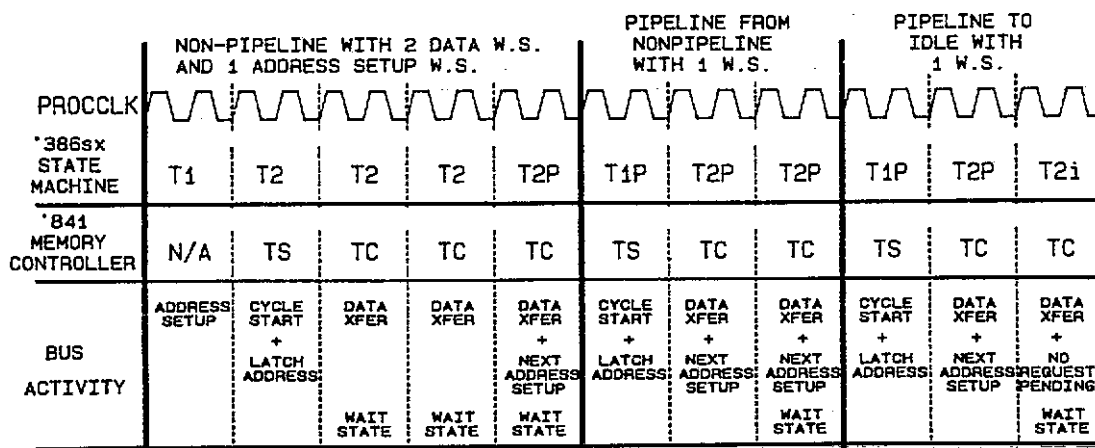 NON-PIPELINE WITH 2 DATA W.S.
AND 1 ADDRESS SETUP W.S.
PIPELINE FROM
NONPIPELINE
WITH 1 W.S.
PIPELINE TO
IDLE WITH
1 W.S.
PROCCLK
'386sx
STATE
MACHINE
T1 T2 T2 T2 T2P T1P T2P T2P T1P T2P T2i
'841
MEMORY
CONTROLLER
N/A TS TC TC TC TS TC TC TS TC TC
BUS
ACTIVITY
ADDRESS CYCLE DATA DATA DATA CYCLE DATA DATA CYCLE DATA DATA
SETUP START XFER XFER XFER START XFER XFER START XFER XFER
+ + + + + + + +
LATCH NEXT LATCH NEXT NEXT LATCH NEXT NO
ADDRESS ADDRESS ADDRESS ADDRESS ADDRESS ADDRESS ADDRESS REQUEST
SETUP SETUP SETUP SETUP PENDING
WAIT WAIT WAIT WAIT WAIT
STATE STATE STATE STATE STATE